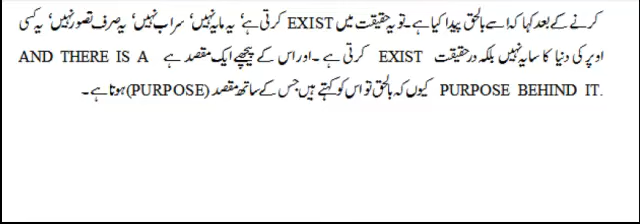 کرنے کے بعد کہا کہ اسے بالحق پیدا کیا ہے۔ تو یہ حقیقت میں EXIST کرتی ہے‘ یہ مایہ نہیں‘ سراب نہیں‘ یہ صرف تصور نہیں‘ یہ کسی
اوپر کی دنیا کا سایہ نہیں بلکہ درحقیقت EXIST کرتی ہے ۔اور اس کے پیچھے ایک مقصد ہے AND THERE IS A
PURPOSE BEHIND IT. کیوں کہ بالحق تو اس کو کہتے ہیں جس کے ساتھ مقصد (PURPOSE) ہوتا ہے۔